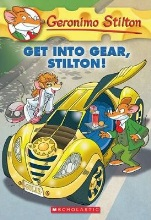 Geronimo Stilton
GET INTO GEAR,
STILTON!
SCHOLASTIC